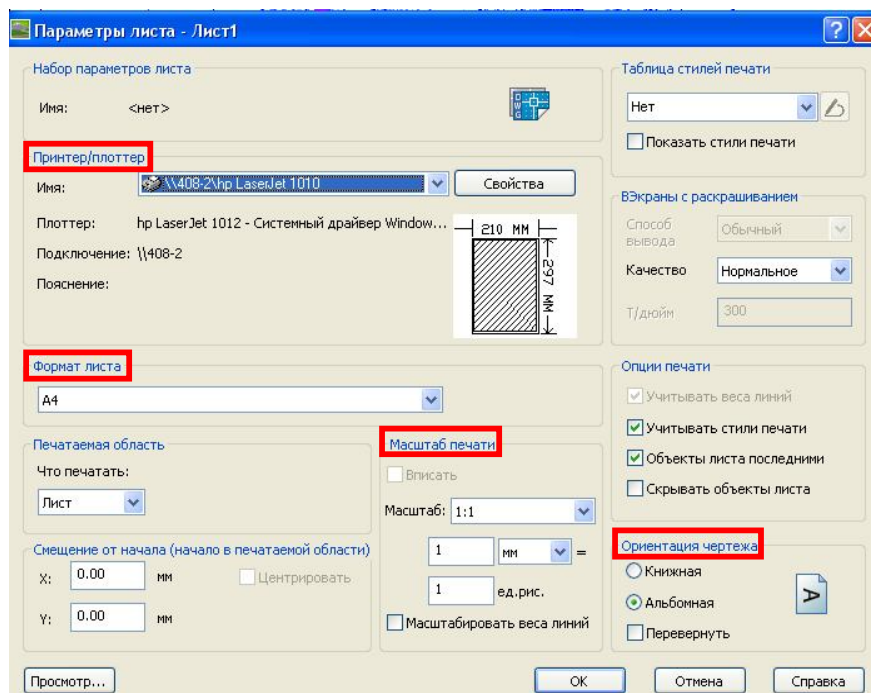 Параметры листа - Лист1
Набор параметров листа
Имя: <нет>
DWG
Принтер/плоттер
Имя: \\408-2\hp LaserJet 1010 Свойства
Плоттер: hp LaserJet 1012 - Системный драйвер Window...
Подключение: \\408-2
Пояснение:
210 MM
297 MM
Формат листа
A4
Печатаемая область
Что печатать:
Лист
Смещение от начала (начало в печатаемой области)
X: 0.00 мм Центрировать
Y: 0.00 мм
Масштаб печати
Вписать
Масштаб: 1:1
1 мм =
1 ед.рис.
Масштабировать веса линий
Таблица стилей печати
Нет
Показать стили печати
ВЭкраны с раскрашиванием
Способ вывода Обычный
Качество Нормальное
Т/дюйм 300
Опции печати
Учитывать веса линий
Учитывать стили печати
Объекты листа последними
Скрывать объекты листа
Ориентация чертежа
Книжная
Альбомная
Перевернуть
A
Просмотр... ОК Отмена Справка